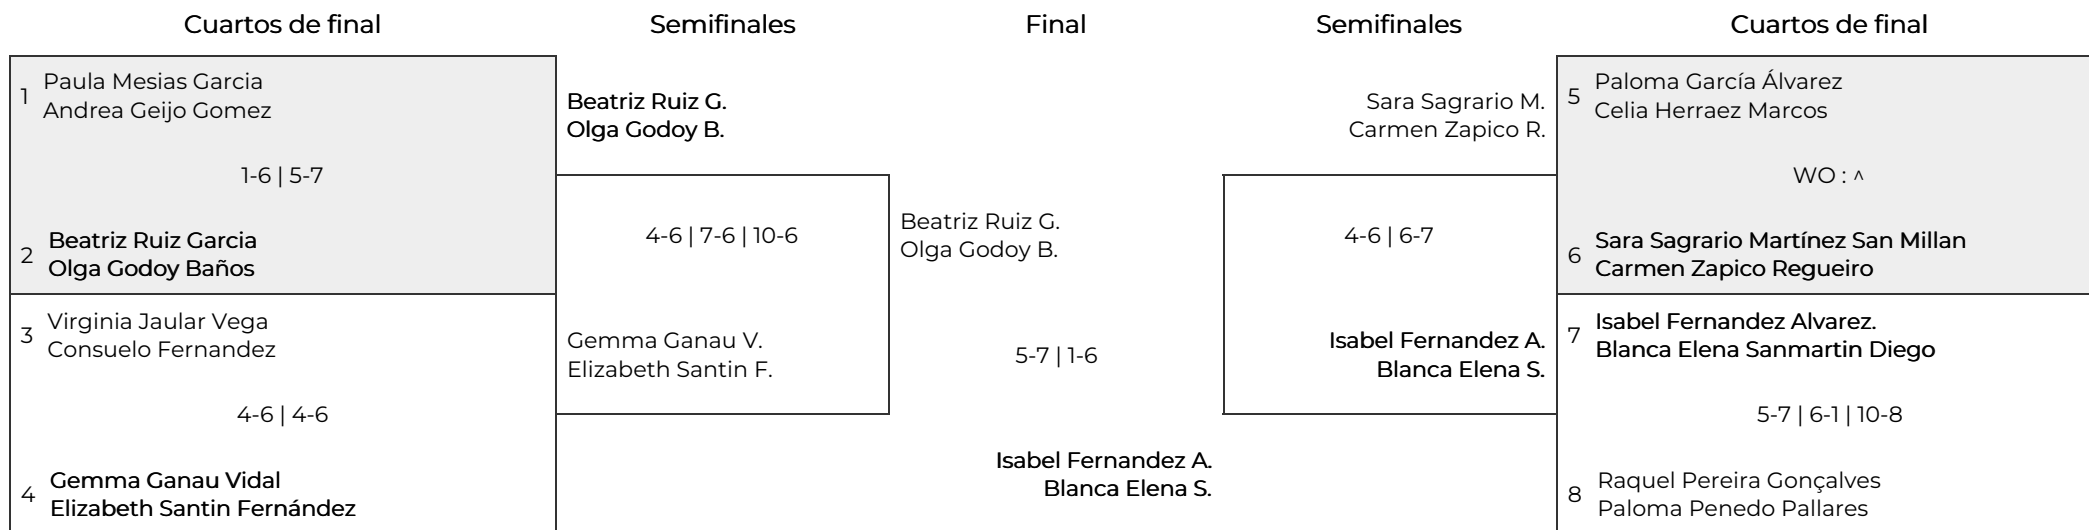 Cuartos de final
Semifinales
Final
Semifinales
Cuartos de final
1
Paula Mesias Garcia
Andrea Geijo Gomez
1-6 | 5-7
2
Beatriz Ruiz Garcia
Olga Godoy Baños
3
Virginia Jaular Vega
Consuelo Fernandez
4-6 | 4-6
4
Gemma Ganau Vidal
Elizabeth Santin Fernández
Beatriz Ruiz G.
Olga Godoy B.
4-6 | 7-6 | 10-6
Gemma Ganau V.
Elizabeth Santin F.
Beatriz Ruiz G.
Olga Godoy B.
5-7 | 1-6
Isabel Fernandez A.
Blanca Elena S.
Sara Sagrario M.
Carmen Zapico R.
4-6 | 6-7
Isabel Fernandez A.
Blanca Elena S.
5
Paloma García Álvarez
Celia Herraez Marcos
WO : ^
6
Sara Sagrario Martínez San Millan
Carmen Zapico Regueiro
7
Isabel Fernandez Alvarez.
Blanca Elena Sanmartin Diego
5-7 | 6-1 | 10-8
8
Raquel Pereira Gonçalves
Paloma Penedo Pallares